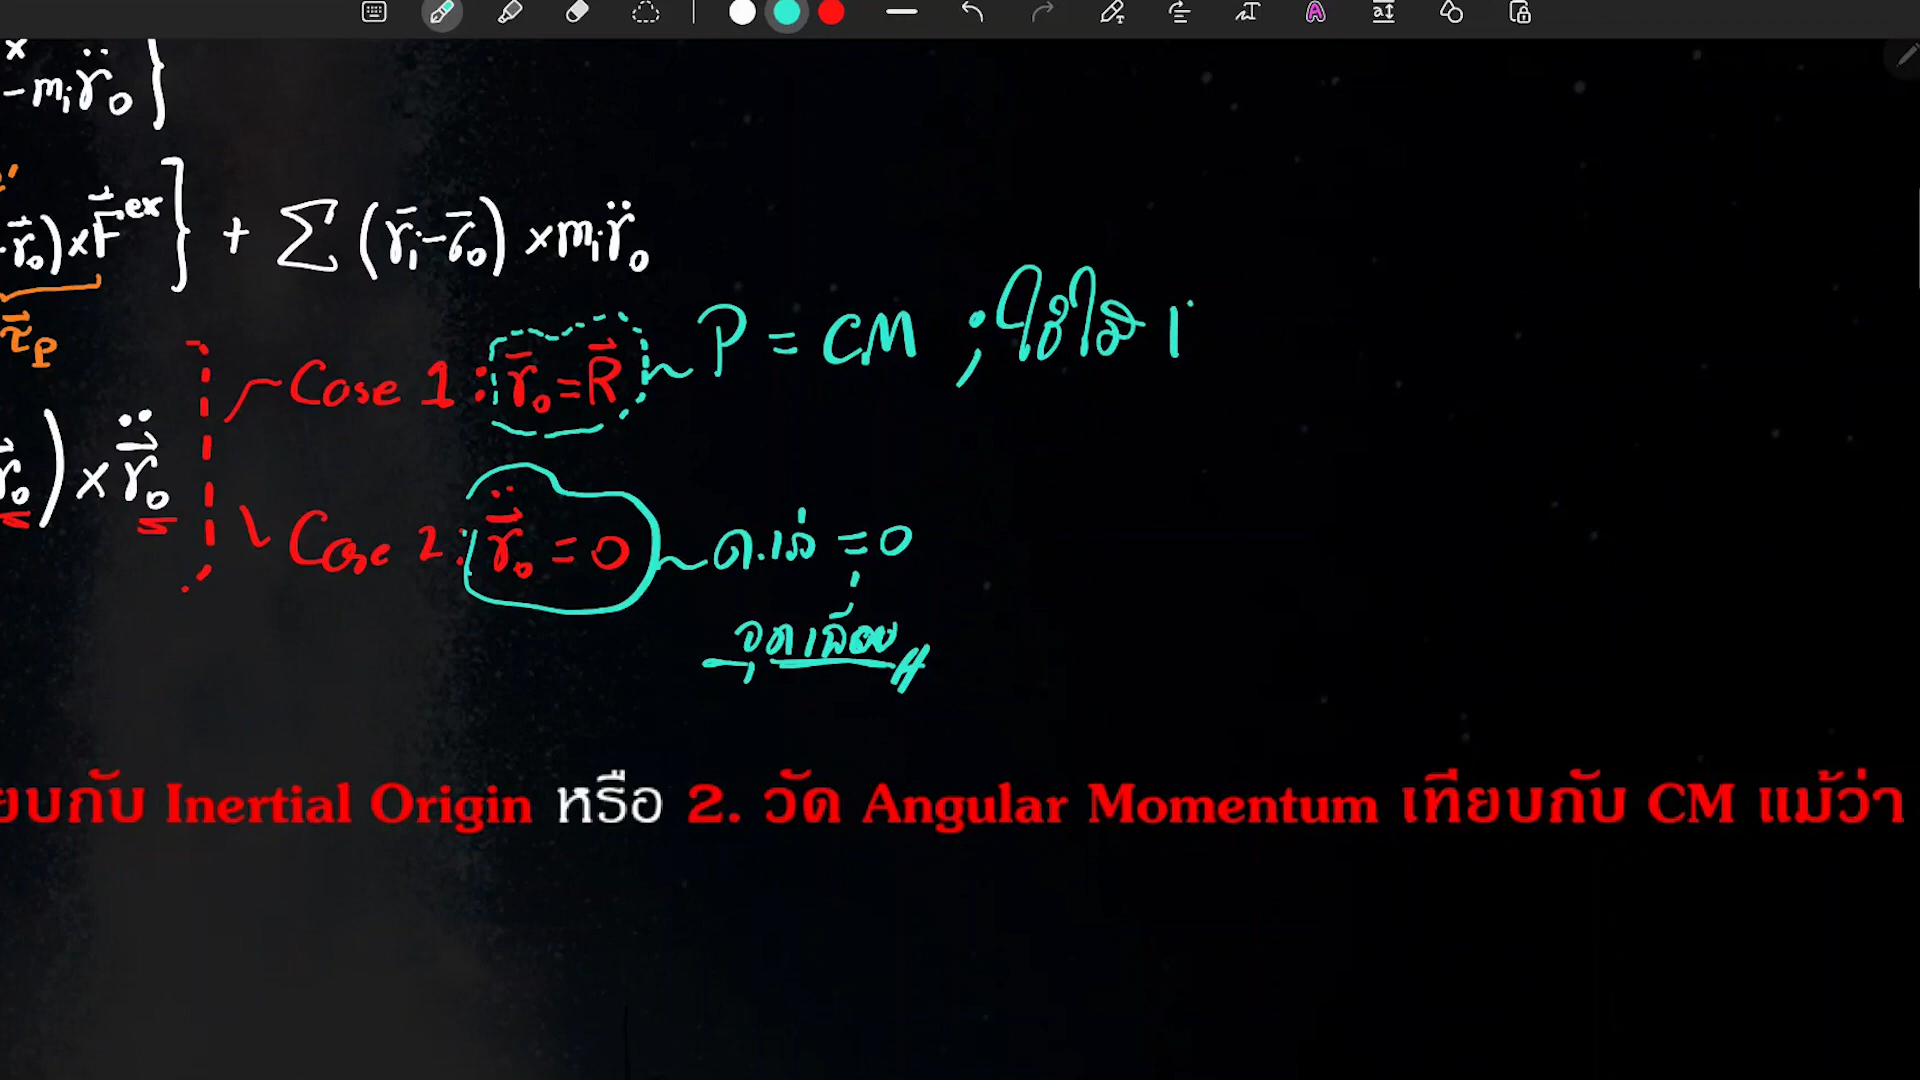 ×
-mᵢr̈₀}
r̄₀)×F⃗ᵉˣ} + Σ(r̄ᵢ-r̄₀)×mᵢr̈₀
τ⃗P
Case 1 : r̄₀=R⃗ ~ P = CM ;ใช้ได้
r̄₀)×r⃗̈₀
Case 2 : r⃗̈₀ = 0 ~ ค.เร่ง = 0
จุดเฉื่อย
ยบกับ Inertial Origin หรือ 2. วัด Angular Momentum เทียบกับ CM แม้ว่า